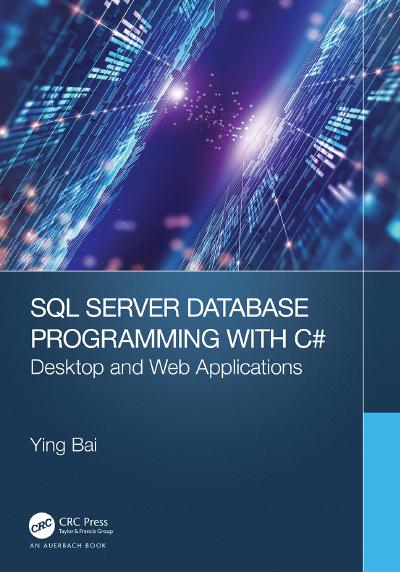 SQL SERVER DATABASE
PROGRAMMING WITH C#
Desktop and Web Applications
Ying Bai
CRC
CRC Press
Taylor & Francis Group
AN AUERBACH BOOK